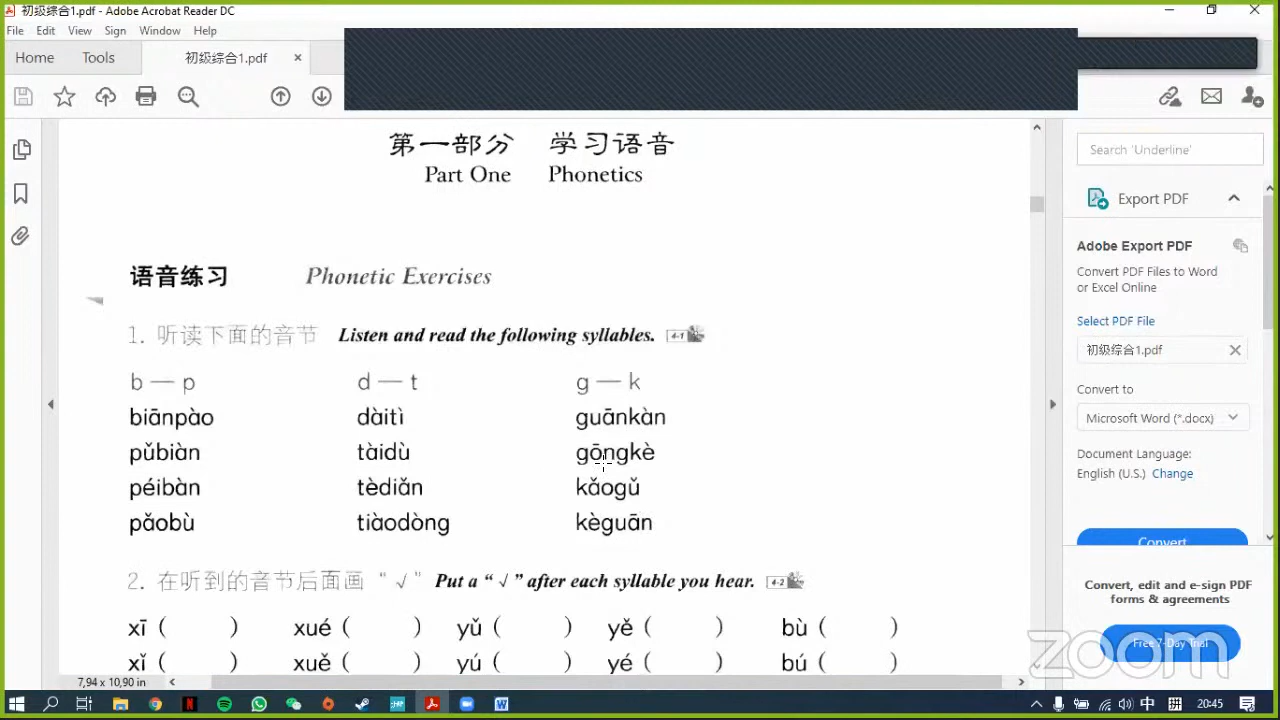 初级综合1.pdf - Adobe Acrobat Reader DC
File Edit View Sign Window Help
Home Tools 初级综合1.pdf ×
第一部分 学习语音
Part One Phonetics
语音练习 Phonetic Exercises
1. 听读下面的音节 Listen and read the following syllables. 4-1
b — p d — t g — k
biānpào dàitì guānkàn
pǔbiàn tàidù gōngkè
péibàn tèdiǎn kǎogǔ
pǎobù tiàodòng kèguān
2. 在听到的音节后面画 “ √ ” Put a “ √ ” after each syllable you hear. 4-2
xī ( ) xué ( ) yǔ ( ) yě ( ) bù ( )
xǐ ( ) xuě ( ) yú ( ) yé ( ) bú ( )
7,94 x 10,90 in
Search 'Underline'
Export PDF
Adobe Export PDF
Convert PDF Files to Word
or Excel Online
Select PDF File
初级综合1.pdf
Convert to
Microsoft Word (*.docx)
Document Language:
English (U.S.) Change
Convert
Convert, edit and e-sign PDF
forms & agreements
Free 7-Day Trial
zoom
中 拼 20:45